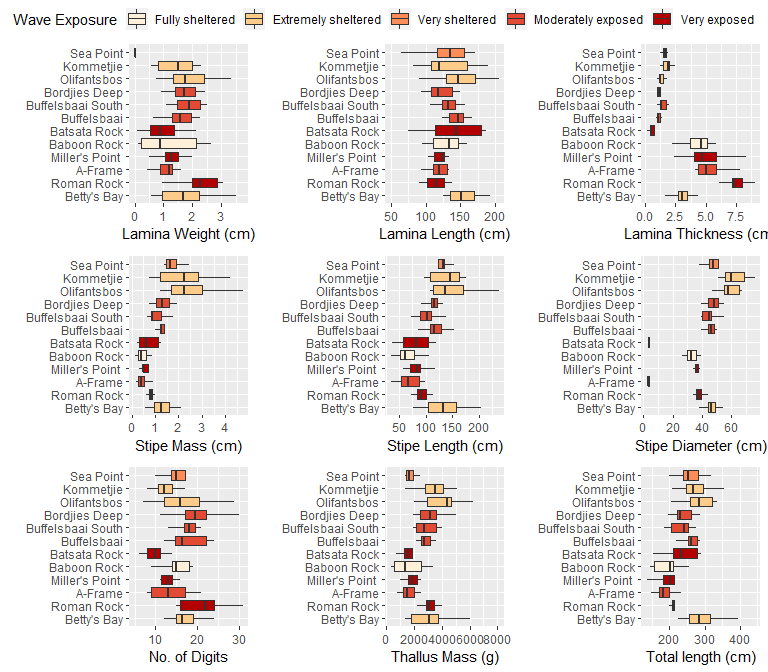 Wave Exposure Fully sheltered Extremely sheltered Very sheltered Moderately exposed Very exposed
Sea Point
Kommetjie
Olifantsbos
Bordjies Deep
Buffelsbaai South
Buffelsbaai
Batsata Rock
Baboon Rock
Miller's Point
A-Frame
Roman Rock
Betty's Bay
0 1 2 3
Lamina Weight (cm)
Sea Point
Kommetjie
Olifantsbos
Bordjies Deep
Buffelsbaai South
Buffelsbaai
Batsata Rock
Baboon Rock
Miller's Point
A-Frame
Roman Rock
Betty's Bay
50 100 150 200
Lamina Length (cm)
Sea Point
Kommetjie
Olifantsbos
Bordjies Deep
Buffelsbaai South
Buffelsbaai
Batsata Rock
Baboon Rock
Miller's Point
A-Frame
Roman Rock
Betty's Bay
0.0 2.5 5.0 7.5
Lamina Thickness (cm)
Sea Point
Kommetjie
Olifantsbos
Bordjies Deep
Buffelsbaai South
Buffelsbaai
Batsata Rock
Baboon Rock
Miller's Point
A-Frame
Roman Rock
Betty's Bay
0 1 2 3 4
Stipe Mass (cm)
Sea Point
Kommetjie
Olifantsbos
Bordjies Deep
Buffelsbaai South
Buffelsbaai
Batsata Rock
Baboon Rock
Miller's Point
A-Frame
Roman Rock
Betty's Bay
50 100 150 200
Stipe Length (cm)
Sea Point
Kommetjie
Olifantsbos
Bordjies Deep
Buffelsbaai South
Buffelsbaai
Batsata Rock
Baboon Rock
Miller's Point
A-Frame
Roman Rock
Betty's Bay
0 20 40 60
Stipe Diameter (cm)
Sea Point
Kommetjie
Olifantsbos
Bordjies Deep
Buffelsbaai South
Buffelsbaai
Batsata Rock
Baboon Rock
Miller's Point
A-Frame
Roman Rock
Betty's Bay
10 20 30
No. of Digits
Sea Point
Kommetjie
Olifantsbos
Bordjies Deep
Buffelsbaai South
Buffelsbaai
Batsata Rock
Baboon Rock
Miller's Point
A-Frame
Roman Rock
Betty's Bay
0 2000 4000 6000 8000
Thallus Mass (g)
Sea Point
Kommetjie
Olifantsbos
Bordjies Deep
Buffelsbaai South
Buffelsbaai
Batsata Rock
Baboon Rock
Miller's Point
A-Frame
Roman Rock
Betty's Bay
200 300 400
Total length (cm)